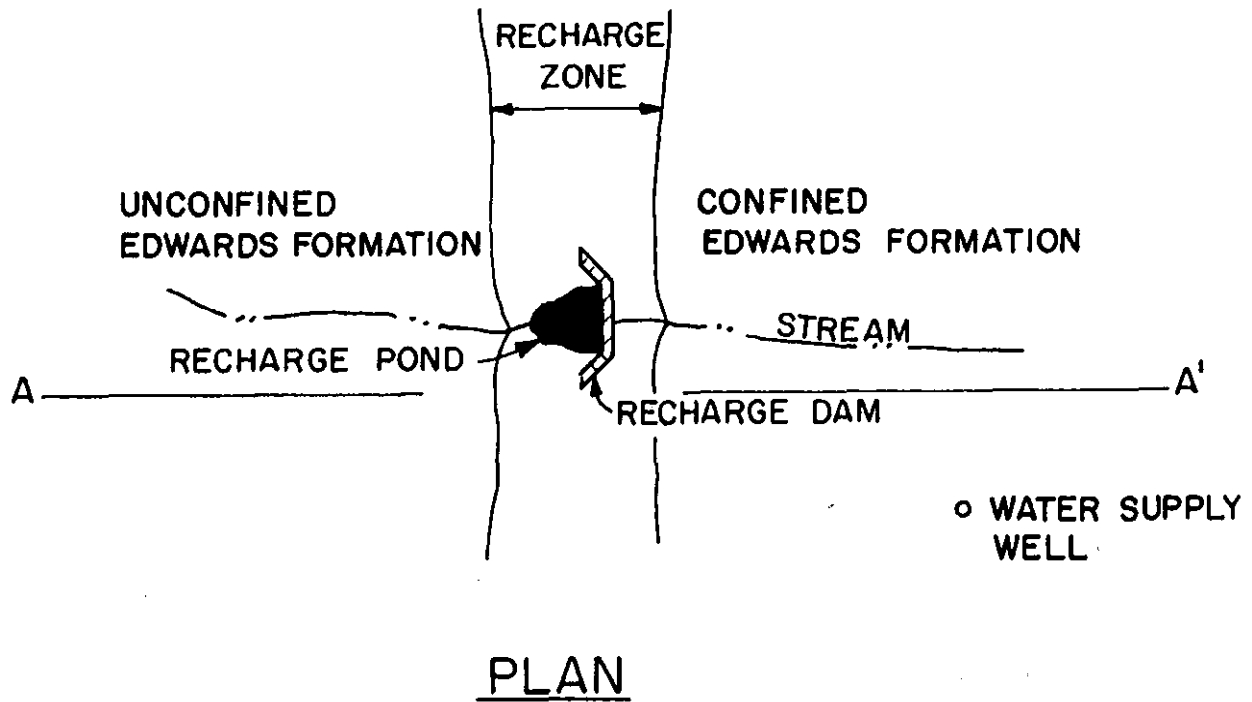 RECHARGE
ZONE
UNCONFINED
EDWARDS FORMATION
CONFINED
EDWARDS FORMATION
STREAM
RECHARGE POND
A
A'
RECHARGE DAM
WATER SUPPLY
WELL
PLAN